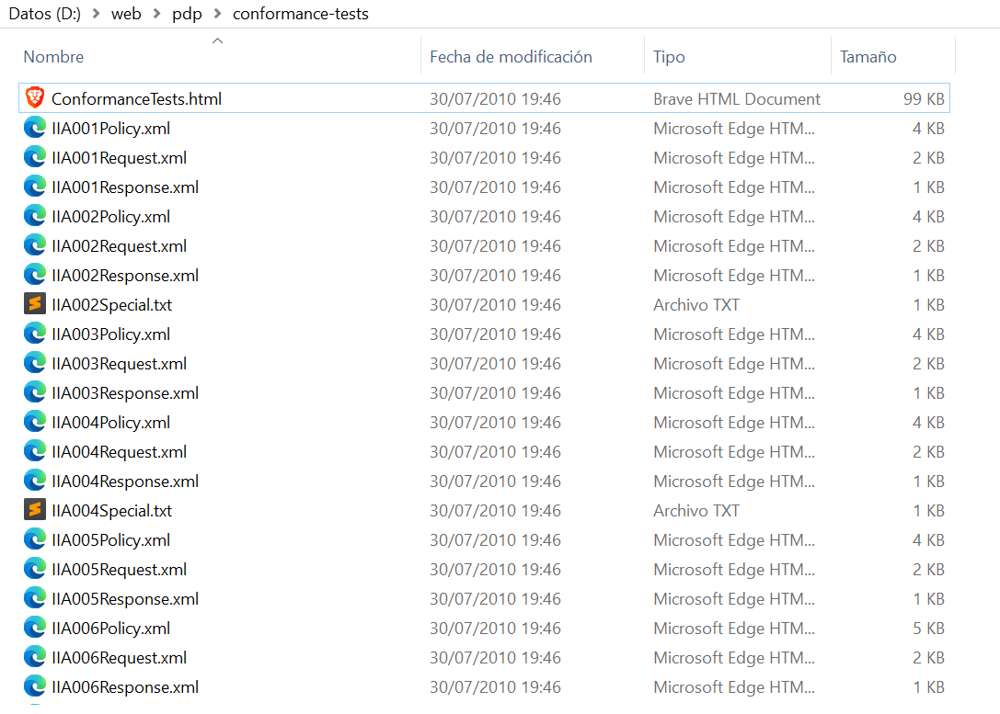 Datos (D:) > web > pdp > conformance-tests
Nombre Fecha de modificación Tipo Tamaño
ConformanceTests.html 30/07/2010 19:46 Brave HTML Document 99 KB
IIA001Policy.xml 30/07/2010 19:46 Microsoft Edge HTM... 4 KB
IIA001Request.xml 30/07/2010 19:46 Microsoft Edge HTM... 2 KB
IIA001Response.xml 30/07/2010 19:46 Microsoft Edge HTM... 1 KB
IIA002Policy.xml 30/07/2010 19:46 Microsoft Edge HTM... 4 KB
IIA002Request.xml 30/07/2010 19:46 Microsoft Edge HTM... 2 KB
IIA002Response.xml 30/07/2010 19:46 Microsoft Edge HTM... 1 KB
IIA002Special.txt 30/07/2010 19:46 Archivo TXT 1 KB
IIA003Policy.xml 30/07/2010 19:46 Microsoft Edge HTM... 4 KB
IIA003Request.xml 30/07/2010 19:46 Microsoft Edge HTM... 2 KB
IIA003Response.xml 30/07/2010 19:46 Microsoft Edge HTM... 1 KB
IIA004Policy.xml 30/07/2010 19:46 Microsoft Edge HTM... 4 KB
IIA004Request.xml 30/07/2010 19:46 Microsoft Edge HTM... 2 KB
IIA004Response.xml 30/07/2010 19:46 Microsoft Edge HTM... 1 KB
IIA004Special.txt 30/07/2010 19:46 Archivo TXT 1 KB
IIA005Policy.xml 30/07/2010 19:46 Microsoft Edge HTM... 4 KB
IIA005Request.xml 30/07/2010 19:46 Microsoft Edge HTM... 2 KB
IIA005Response.xml 30/07/2010 19:46 Microsoft Edge HTM... 1 KB
IIA006Policy.xml 30/07/2010 19:46 Microsoft Edge HTM... 5 KB
IIA006Request.xml 30/07/2010 19:46 Microsoft Edge HTM... 2 KB
IIA006Response.xml 30/07/2010 19:46 Microsoft Edge HTM... 1 KB